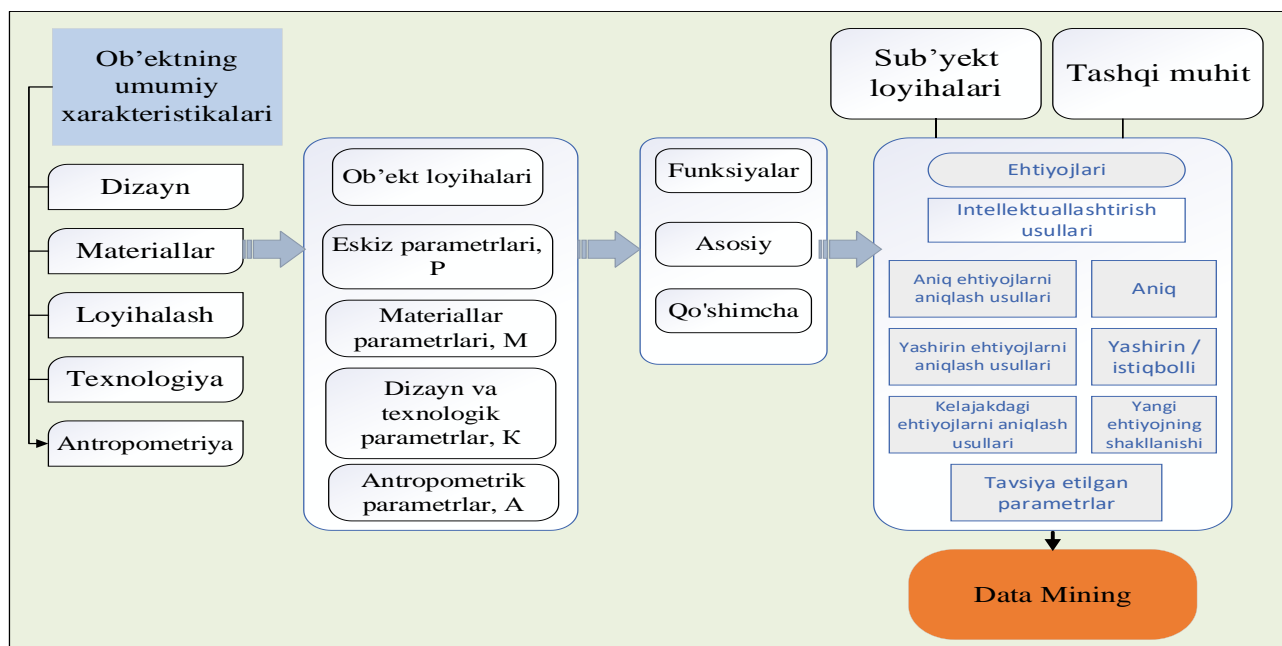 Ob’ektning
umumiy
xarakteristikalari
Dizayn
Materiallar
Loyihalash
Texnologiya
Antropometriya
Ob’ekt loyihalari
Eskiz parametrlari,
P
Materiallar
parametrlari, M
Dizayn va
texnologik
parametrlar, K
Antropometrik
parametrlar, A
Funksiyalar
Asosiy
Qo'shimcha
Sub’yekt
loyihalari
Tashqi muhit
Ehtiyojlari
Intellektuallashtirish
usullari
Aniq ehtiyojlarni
aniqlash usullari
Aniq
Yashirin ehtiyojlarni
aniqlash usullari
Yashirin /
istiqbolli
Kelajakdagi
ehtiyojlarni aniqlash
usullari
Yangi
ehtiyojning
shakllanishi
Tavsiya etilgan
parametrlar
Data Mining